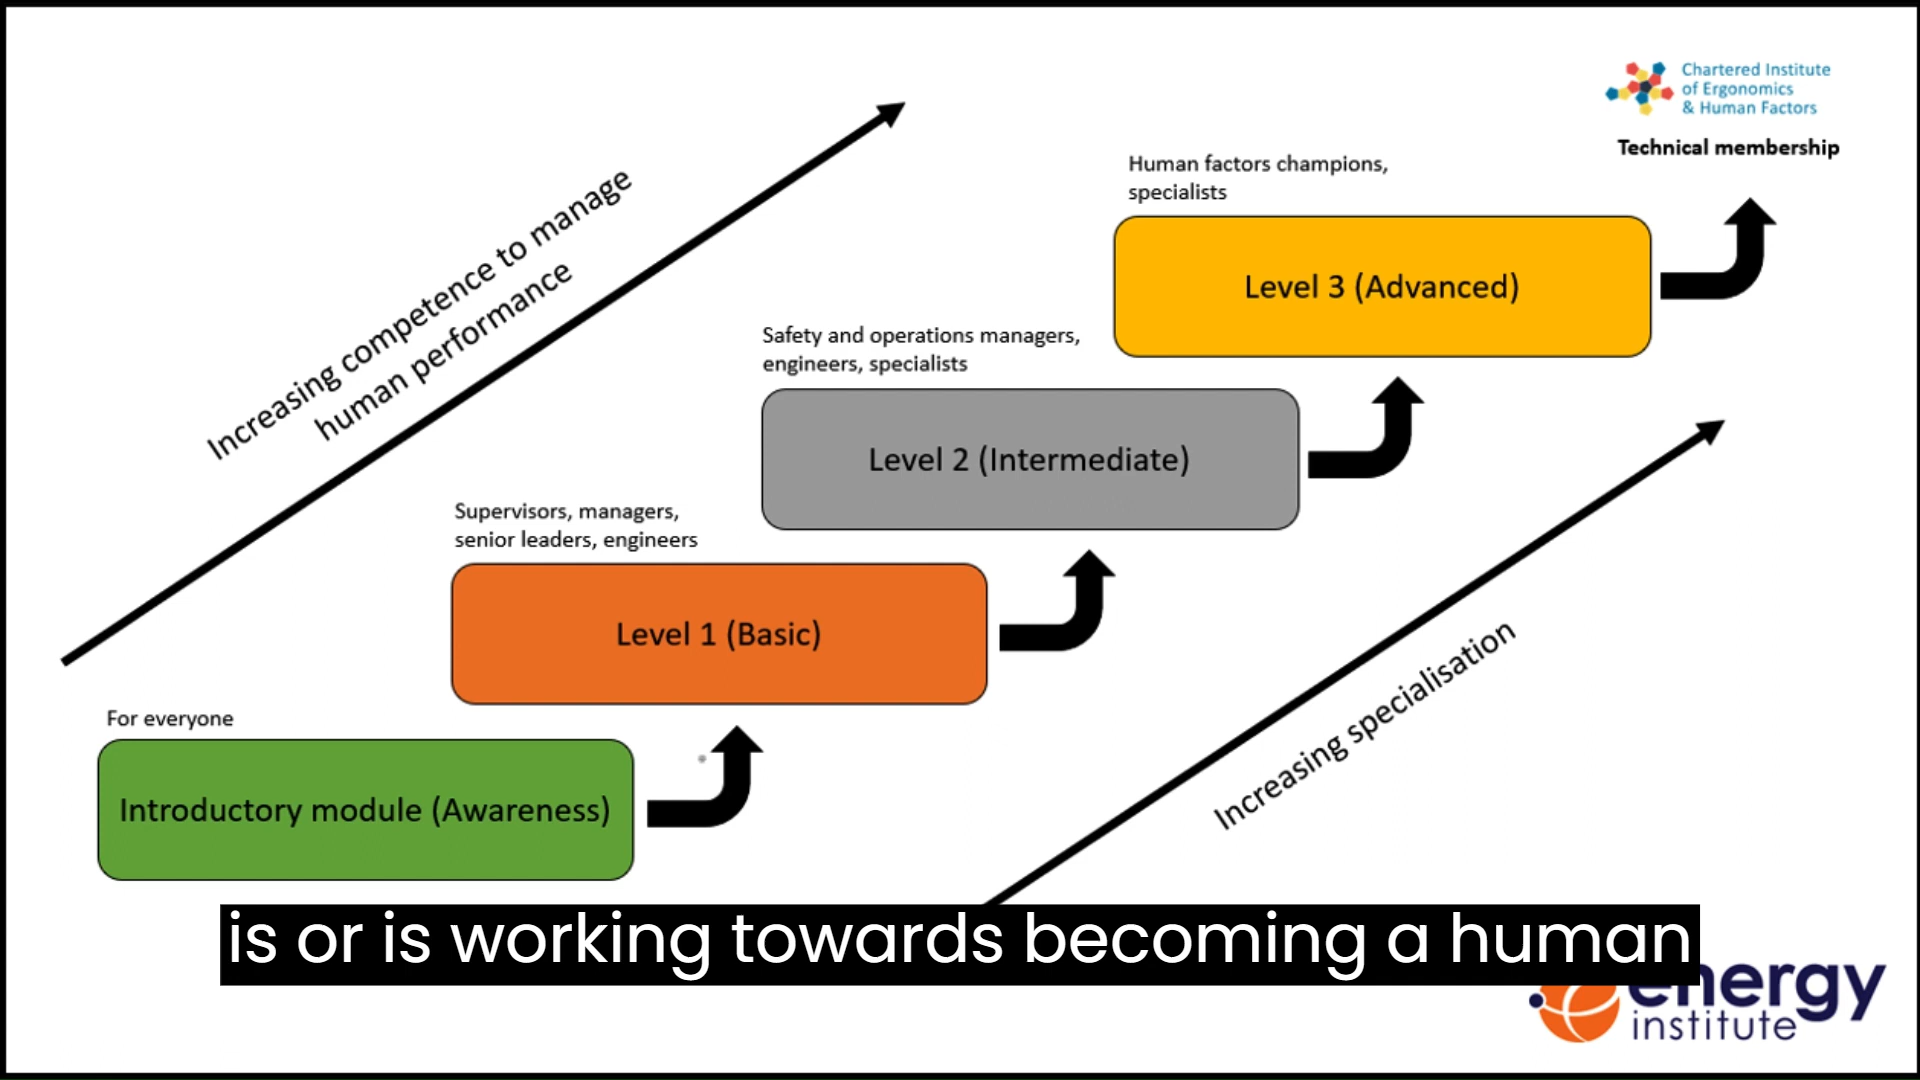 Chartered Institute
of Ergonomics
& Human Factors
Technical membership
Increasing competence to manage
human performance
Human factors champions,
specialists
Level 3 (Advanced)
Safety and operations managers,
engineers, specialists
Level 2 (Intermediate)
Supervisors, managers,
senior leaders, engineers
Level 1 (Basic)
Increasing specialisation
For everyone
Introductory module (Awareness)
is or is working towards becoming a human
energy
institute